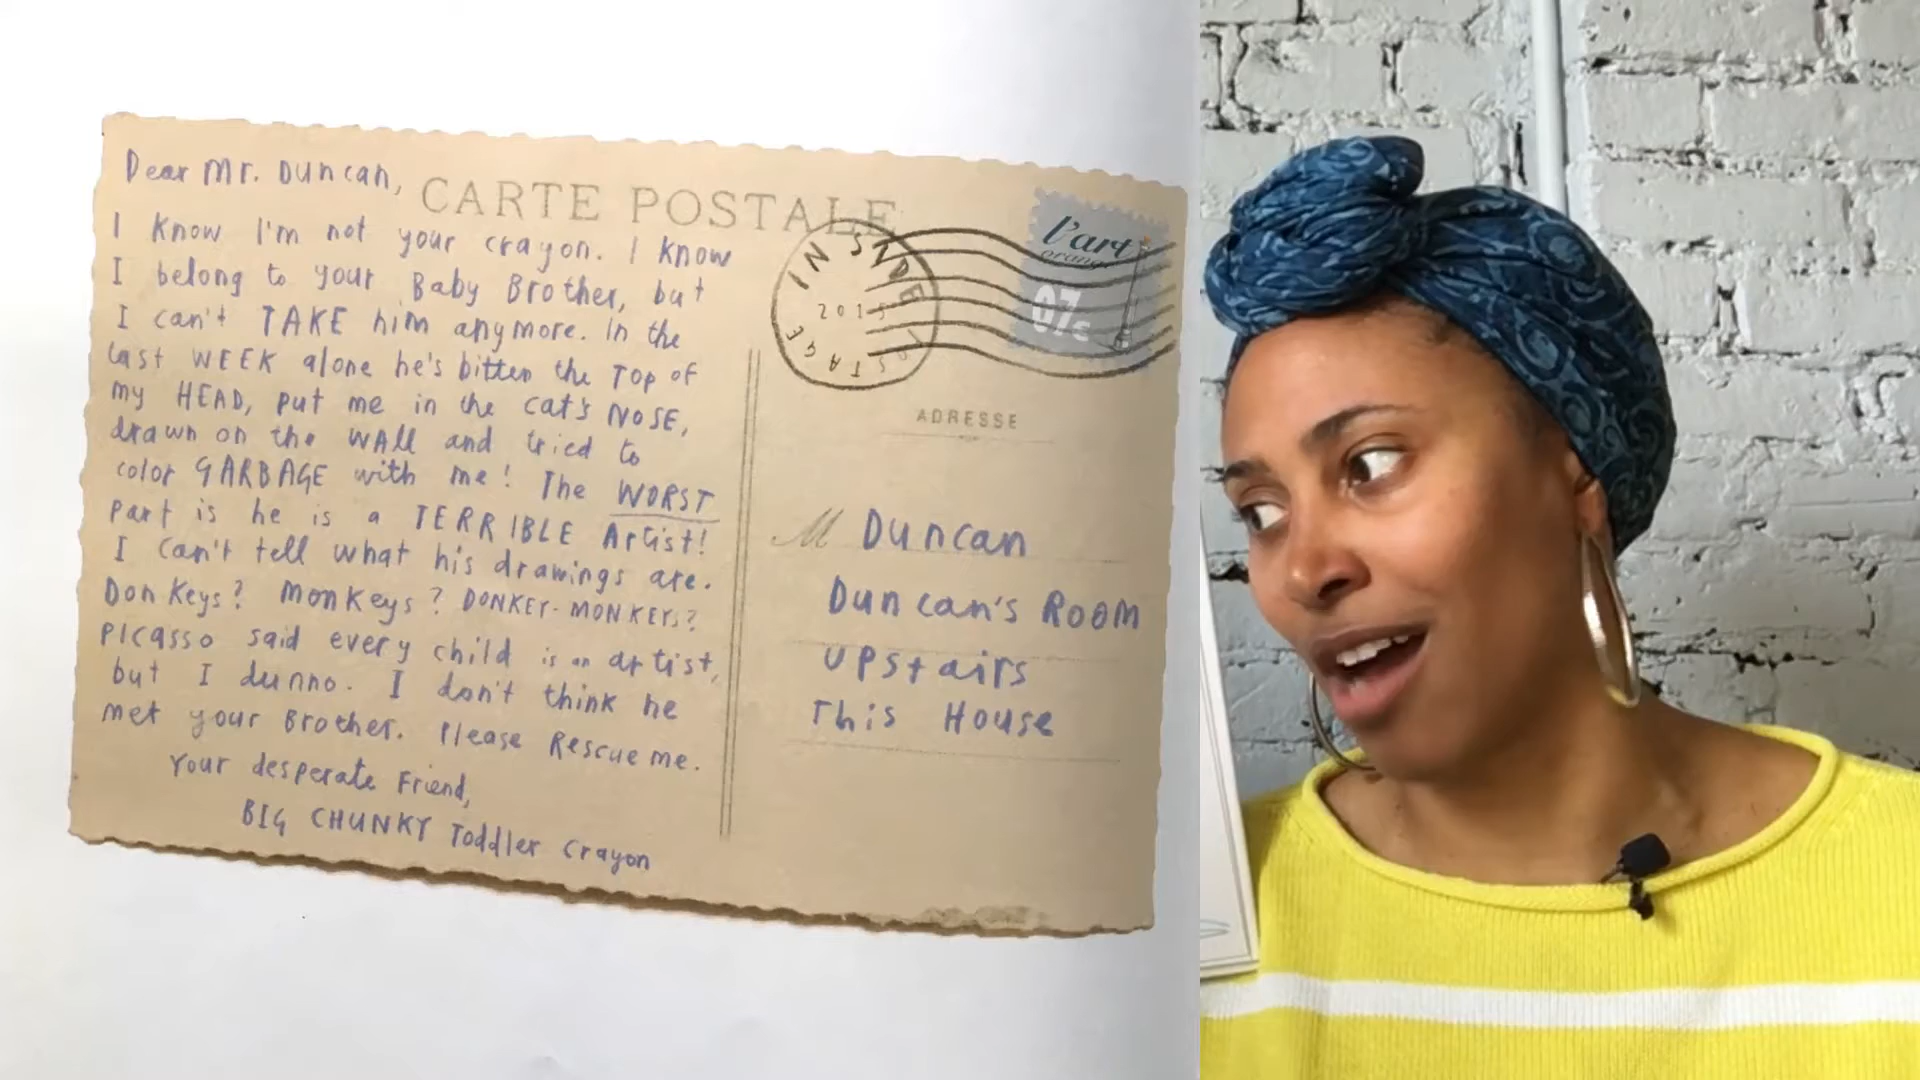 Dear Mr. Duncan,
CARTE POSTALE
I know I'm not your crayon. I know
I belong to your Baby Brother, but
I can't TAKE him anymore. In the
last WEEK alone he's bitten the TOP of
my HEAD, put me in the cat's NOSE,
drawn on the WAll and tried to
color GARBAGE with me! The WORST
part is he is a TERRIBLE Artist!
I can't tell what his drawings are.
Donkeys? Monkeys? DONKEY-MONKEYS?
Picasso said every child is an artist,
but I dunno. I don't think he
met your Brother. Please Rescue me.
Your desperate Friend,
BIG CHUNKY Toddler Crayon
l'art
orange
07c
2015
ADRESSE
M Duncan
Duncan's Room
Upstairs
This House